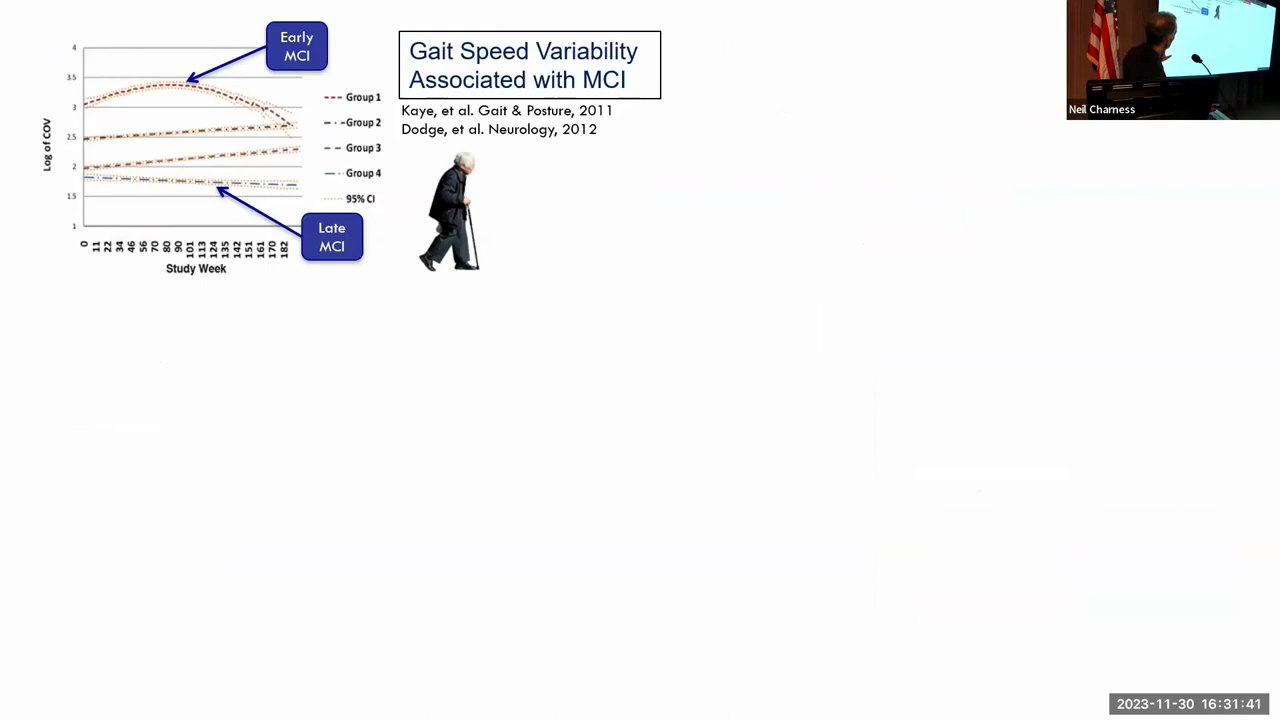 Early
MCI
Gait Speed Variability
Associated with MCI
Kaye, et al. Gait & Posture, 2011
Dodge, et al. Neurology, 2012
Neil Charness
4
3.5
3
2.5
2
1.5
1
Log of COV
Group 1
Group 2
Group 3
Group 4
95% CI
Late
MCI
0 11 22 34 46 56 70 80 90 101 113 124 135 142 151 161 170 182
Study Week
2023-11-30 16:31:41